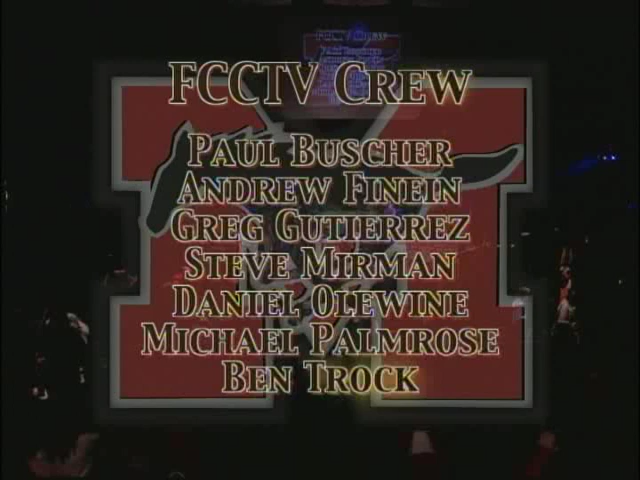 FCCTV CREW
PAUL BUSCHER
ANDREW FINEIN
GREG GUTIERREZ
STEVE MIRMAN
DANIEL OLEWINE
MICHAEL PALMROSE
BEN TROCK